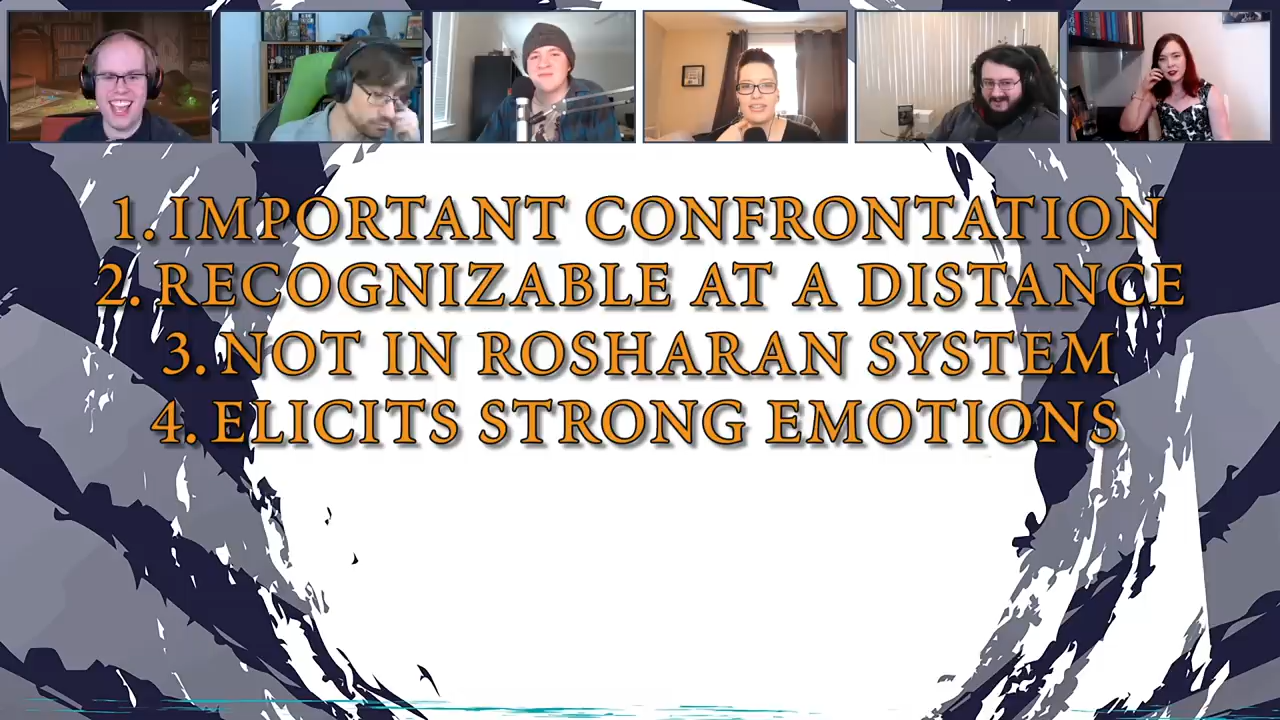 1. IMPORTANT CONFRONTATION
2. RECOGNIZABLE AT A DISTANCE
3. NOT IN ROSHARAN SYSTEM
4. ELICITS STRONG EMOTIONS